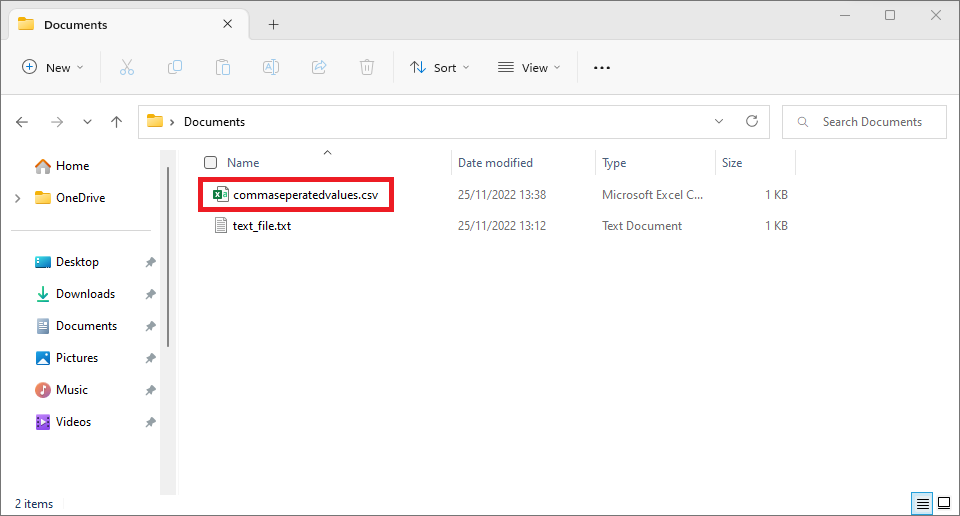 Documents
New Sort View
Documents Search Documents
Name Date modified Type Size
Home
OneDrive
commaseperatedvalues.csv 25/11/2022 13:38 Microsoft Excel C... 1 KB
text_file.txt 25/11/2022 13:12 Text Document 1 KB
Desktop
Downloads
Documents
Pictures
Music
Videos
2 items